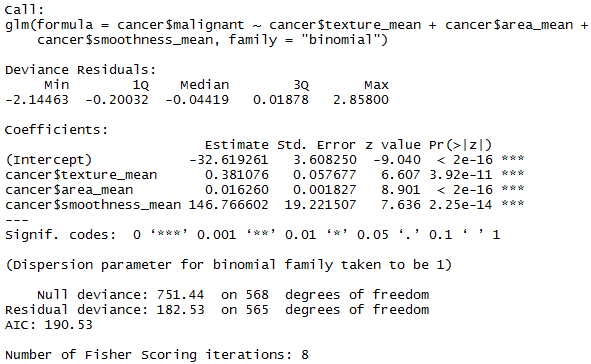 Call:
glm(formula = cancer$malignant ~ cancer$texture_mean + cancer$area_mean +
    cancer$smoothness_mean, family = "binomial")

Deviance Residuals:
     Min       1Q   Median       3Q      Max
-2.14463 -0.20032 -0.04419  0.01878  2.85800

Coefficients:
                         Estimate Std. Error z value Pr(>|z|)
(Intercept)            -32.619261   3.608250  -9.040  < 2e-16 ***
cancer$texture_mean      0.381076   0.057677   6.607 3.92e-11 ***
cancer$area_mean         0.016260   0.001827   8.901  < 2e-16 ***
cancer$smoothness_mean 146.766602  19.221507   7.636 2.25e-14 ***
---
Signif. codes:  0 ‘***’ 0.001 ‘**’ 0.01 ‘*’ 0.05 ‘.’ 0.1 ‘ ’ 1

(Dispersion parameter for binomial family taken to be 1)

    Null deviance: 751.44  on 568  degrees of freedom
Residual deviance: 182.53  on 565  degrees of freedom
AIC: 190.53

Number of Fisher Scoring iterations: 8